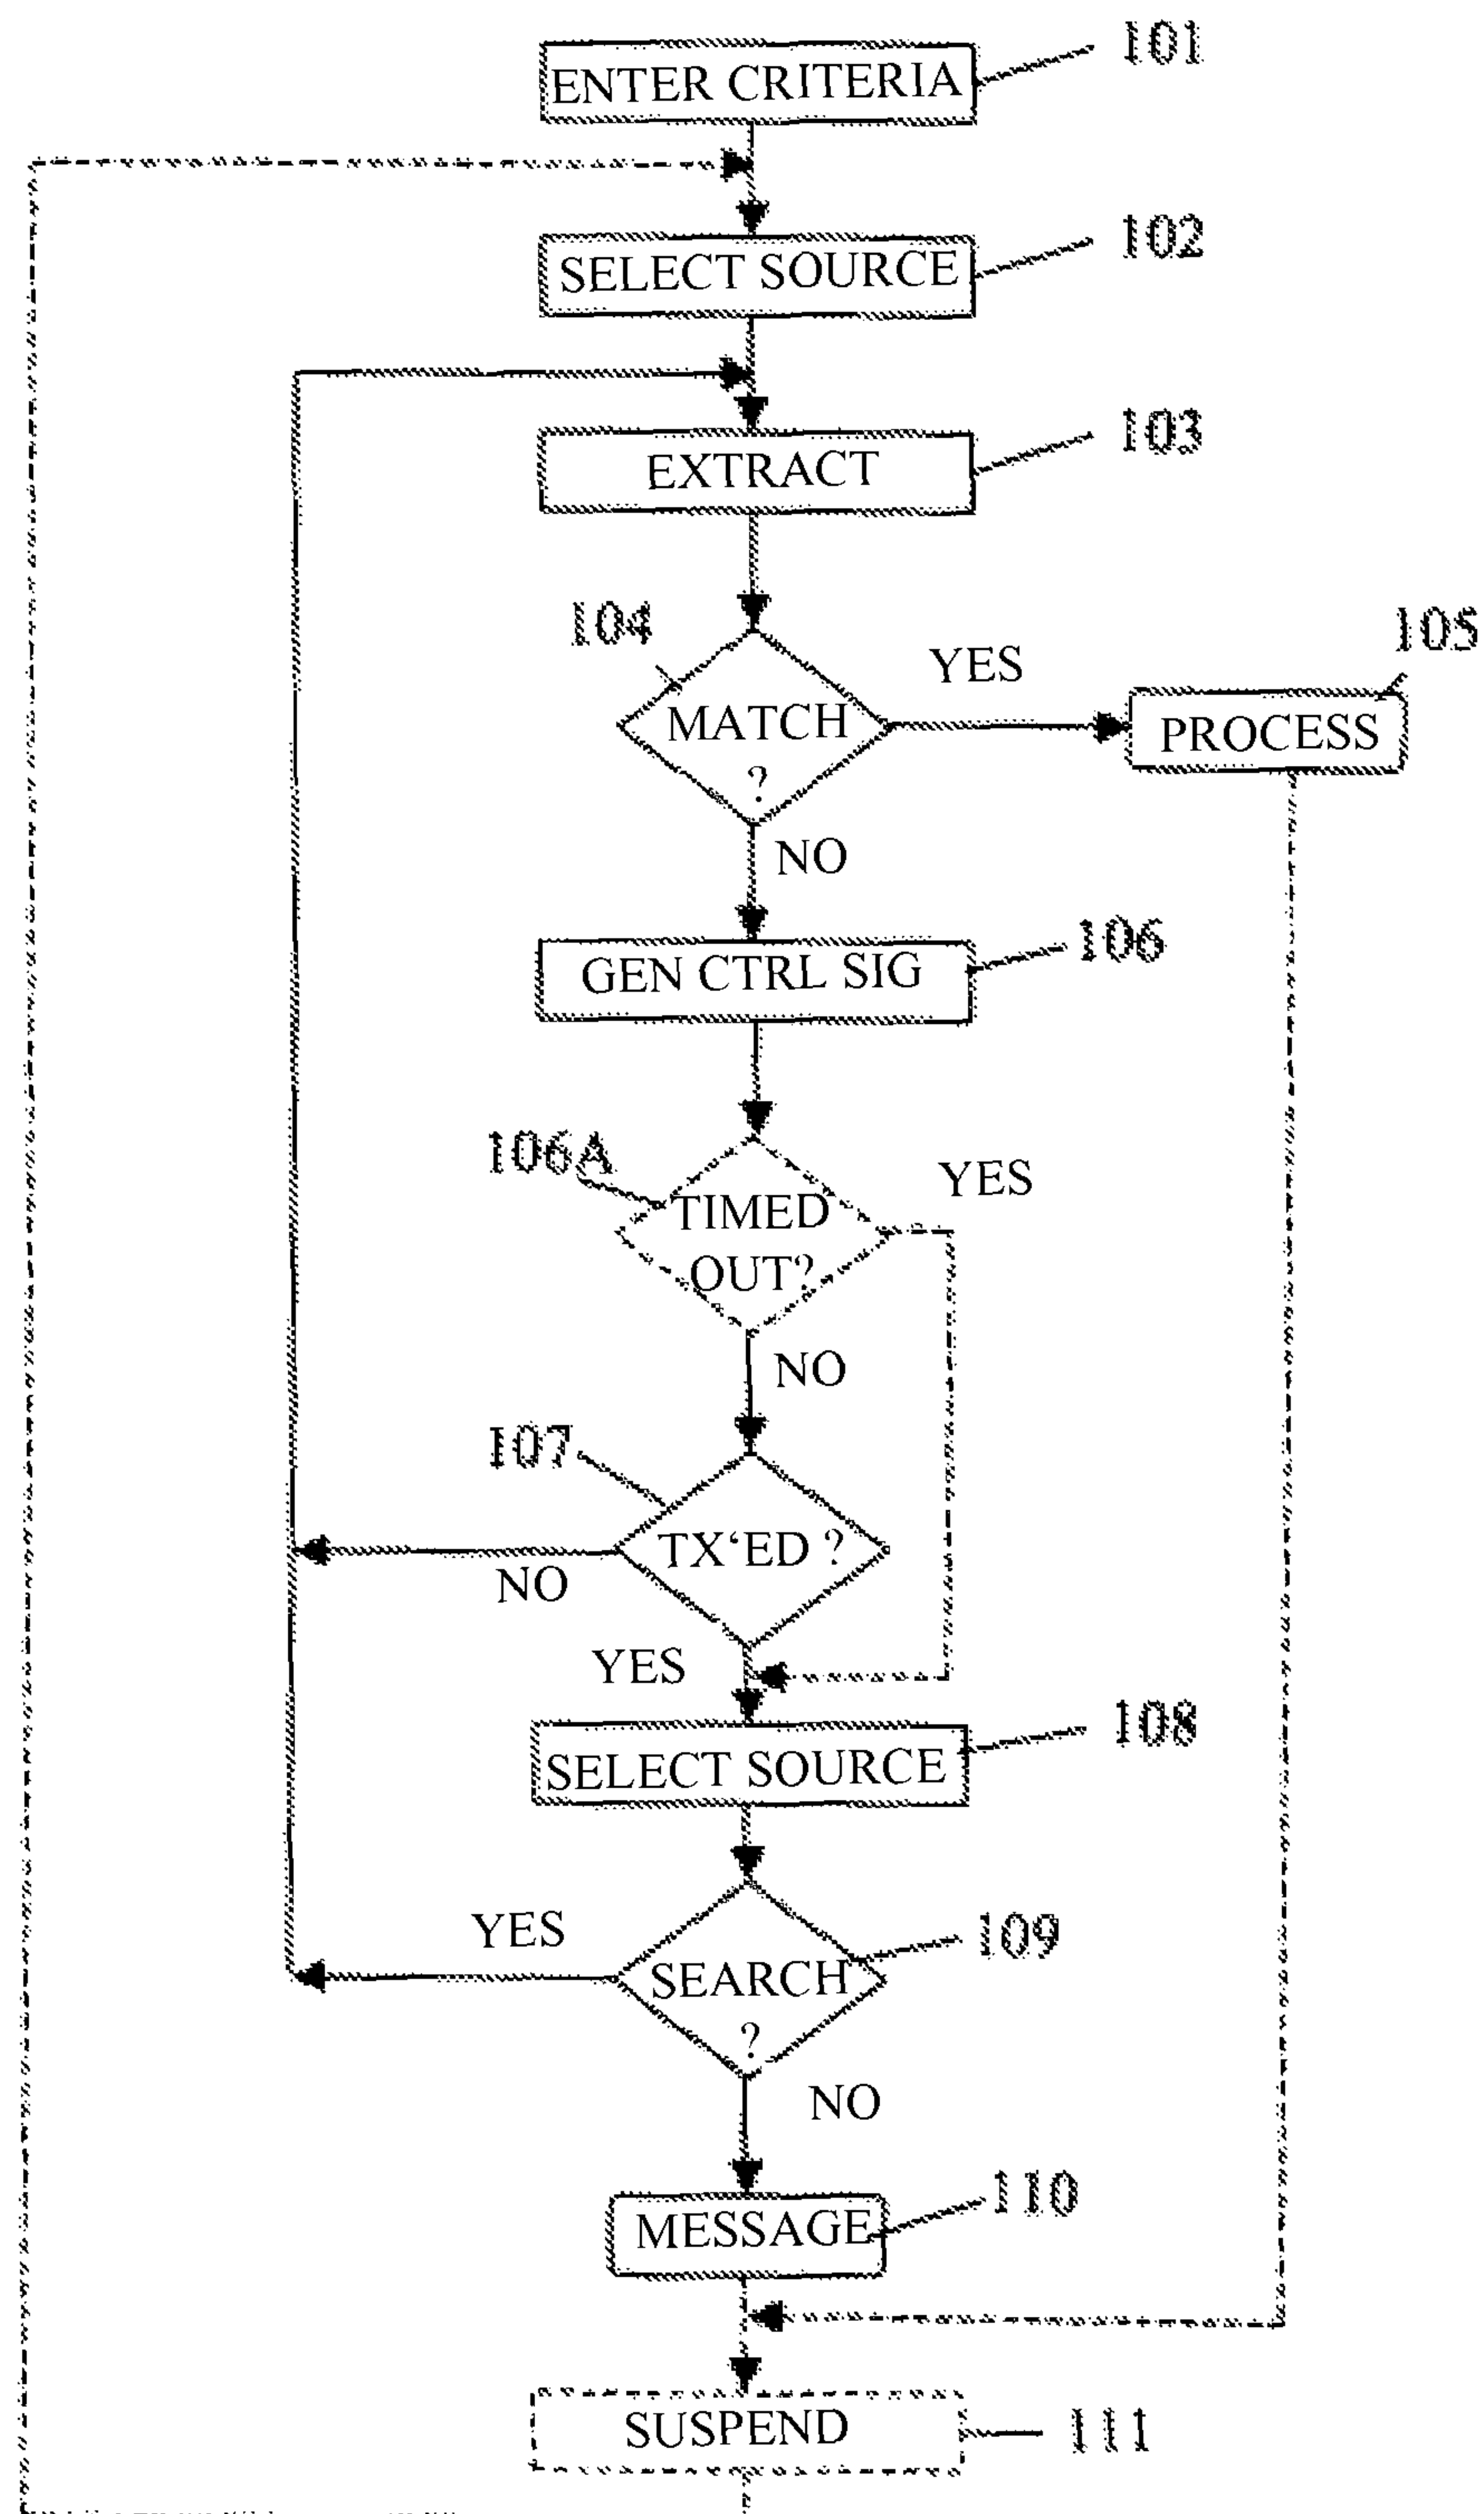 101
ENTER CRITERIA
102
SELECT SOURCE
103
EXTRACT
104
YES
105
MATCH
?
PROCESS
NO
106
GEN CTRL SIG
106A
YES
TIMED
OUT?
NO
107
TX‘ED ?
NO
YES
108
SELECT SOURCE
YES
109
SEARCH
?
NO
110
MESSAGE
SUSPEND
111